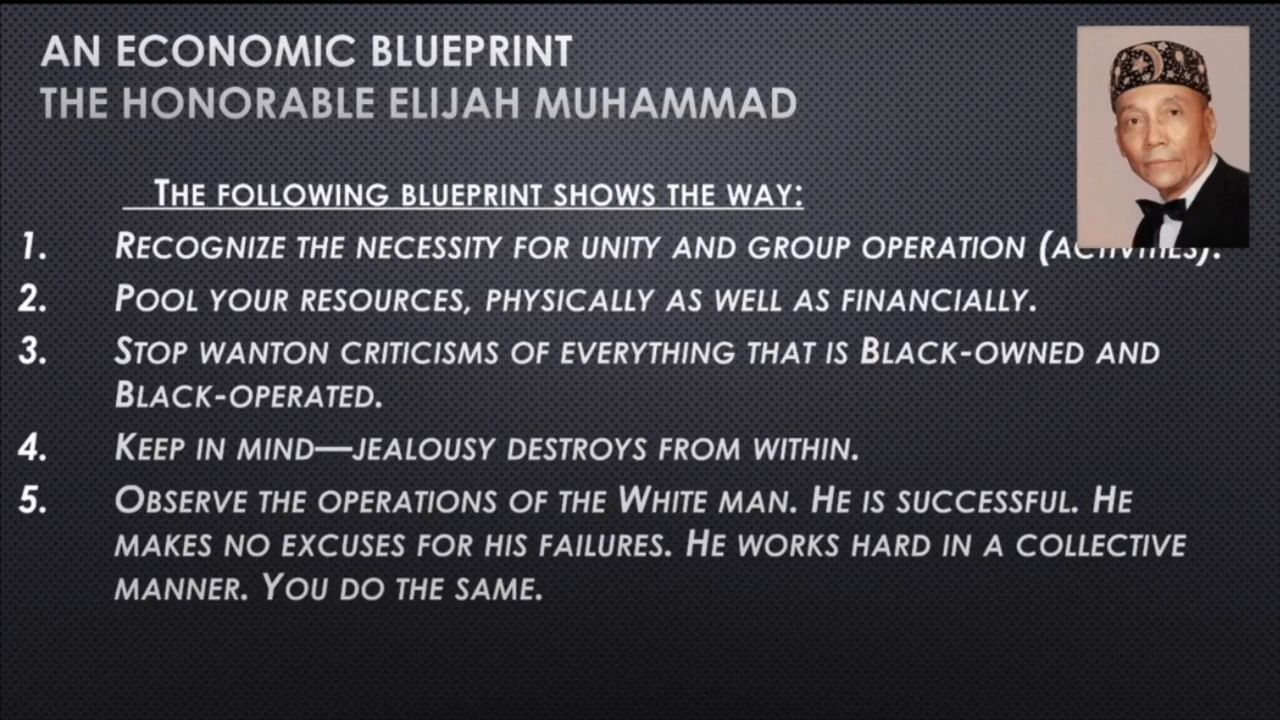 AN ECONOMIC BLUEPRINT
THE HONORABLE ELIJAH MUHAMMAD
THE FOLLOWING BLUEPRINT SHOWS THE WAY:
1. RECOGNIZE THE NECESSITY FOR UNITY AND GROUP OPERATION (ACTIVITIES).
2. POOL YOUR RESOURCES, PHYSICALLY AS WELL AS FINANCIALLY.
3. STOP WANTON CRITICISMS OF EVERYTHING THAT IS BLACK-OWNED AND
BLACK-OPERATED.
4. KEEP IN MIND—JEALOUSY DESTROYS FROM WITHIN.
5. OBSERVE THE OPERATIONS OF THE WHITE MAN. HE IS SUCCESSFUL. HE
MAKES NO EXCUSES FOR HIS FAILURES. HE WORKS HARD IN A COLLECTIVE
MANNER. YOU DO THE SAME.